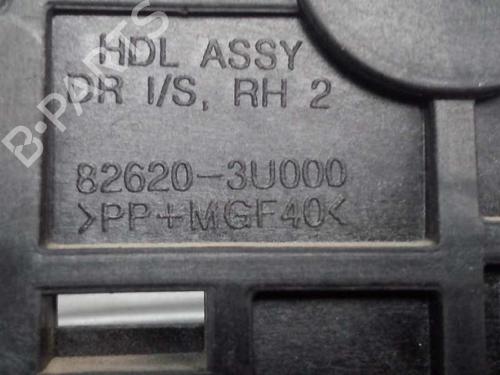 HDL ASSY
DR I/S, RH 2
82620-3U000
>PP+MGF40<
B-PARTS